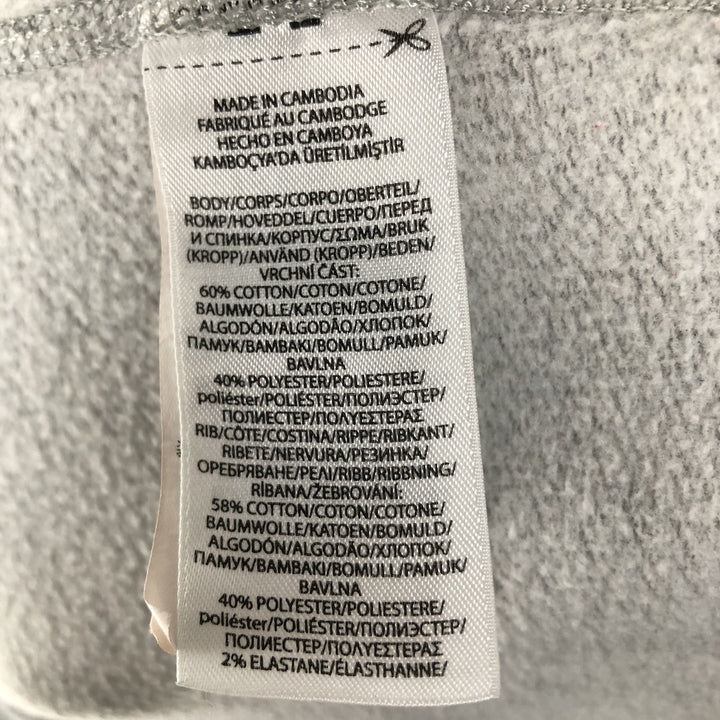 MADE IN CAMBODIA
FABRIQUÉ AU CAMBODGE
HECHO EN CAMBOYA
KAMBOÇYA'DA ÜRETİLMİŞTİR
BODY/CORPS/CORPO/OBERTEIL/
ROMP/HOVEDDEL/CUERPO/ПЕРЕД
И СПИНКА/КОРПУС/ΣΩΜΑ/BRUK
(KROPP)/ANVÄND (KROPP)/BEDEN/
VRCHNÍ ČÁST:
60% COTTON/COTON/COTONE/
BAUMWOLLE/KATOEN/BOMULD/
ALGODÓN/ALGODÃO/ХЛОПОК/
ПАМУК/BAMBAKI/BOMULL/PAMUK/
BAVLNA
40% POLYESTER/POLIESTERE/
poliéster/POLIÉSTER/ПОЛИЭСТЕР/
ПОЛИЕСТЕР/ΠΟΛΥΕΣΤΕΡΑΣ
RIB/CÔTE/COSTINA/RIPPE/RIBKANT/
RIBETE/NERVURA/РЕЗИНКА/
ОРЕБРЯВАНЕ/ΡΕΛΙ/RIBB/RIBBNING/
RİBANA/ŽEBROVÁNÍ:
58% COTTON/COTON/COTONE/
BAUMWOLLE/KATOEN/BOMULD/
ALGODÓN/ALGODÃO/ХЛОПОК/
ПАМУК/BAMBAKI/BOMULL/PAMUK/
BAVLNA
40% POLYESTER/POLIESTERE/
poliéster/POLIÉSTER/ПОЛИЭСТЕР/
ПОЛИЕСТЕР/ΠΟΛΥΕΣΤΕΡΑΣ
2% ELASTANE/ÉLASTHANNE/